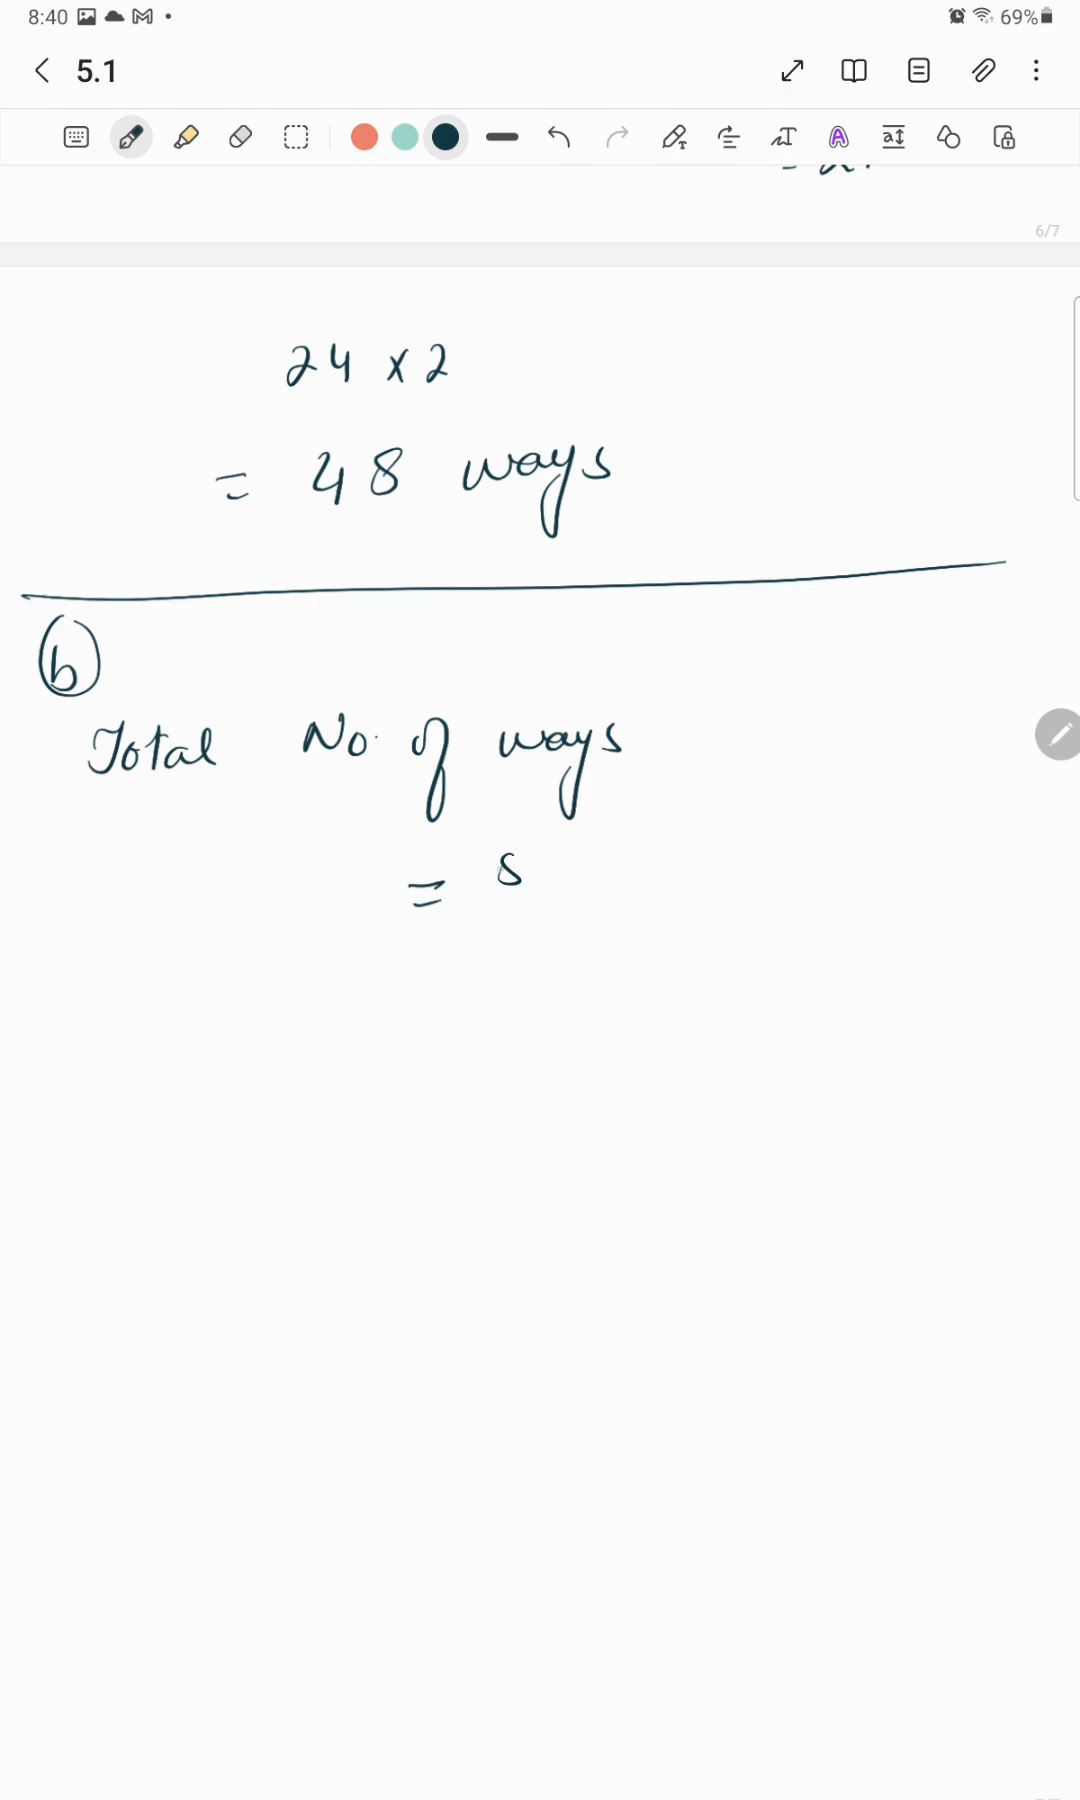 8:40 69%
5.1
6/7
24 x 2
= 48 ways
b
Total No. of ways
= 8